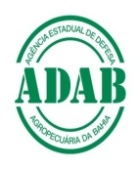 AGÊNCIA ESTADUAL DE DEFESA
ADAB
AGROPECUÁRIA DA BAHIA